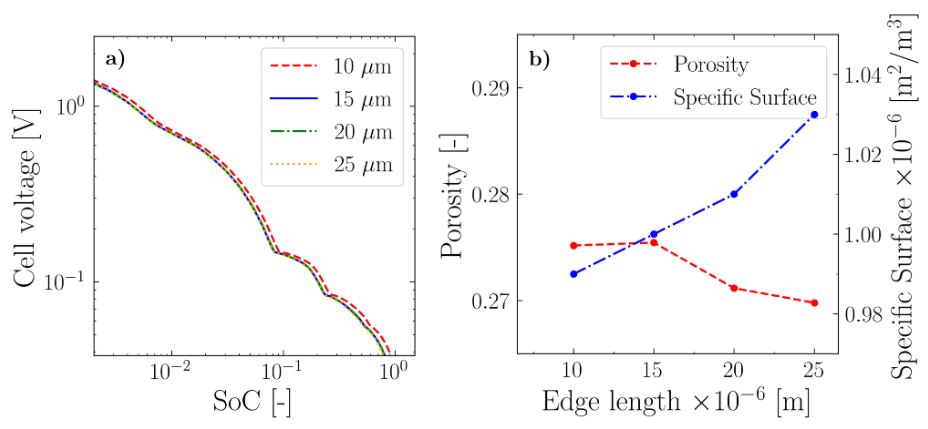 a)
10 μm
15 μm
20 μm
25 μm
10⁰
10⁻¹
Cell voltage [V]
10⁻² 10⁻¹ 10⁰
SoC [-]
b)
Porosity
Specific Surface
0.29
0.28
0.27
Porosity [-]
1.04
1.02
1.00
0.98
Specific Surface ×10⁻⁶ [m²/m³]
10 15 20 25
Edge length ×10⁻⁶ [m]